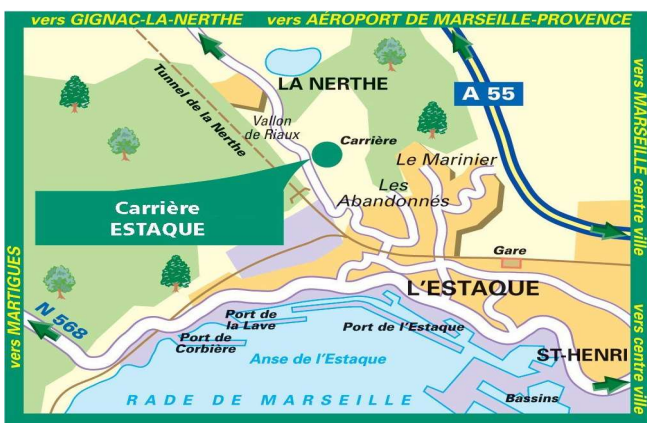 vers GIGNAC-LA-NERTHE
vers AÉROPORT DE MARSEILLE-PROVENCE
LA NERTHE
A 55
Tunnel de la Nerthe
Vallon
de Riaux
Carrière
Le Marinier
Les
Abandonnés
Carrière
ESTAQUE
vers MARSEILLE centre ville
Gare
L'ESTAQUE
vers MARTIGUES
N 568
Port de
la Lave
Port de l'Estaque
Port de
Corbière
Anse de l'Estaque
ST-HENRI
vers centre ville
RADE DE MARSEILLE
Bassins